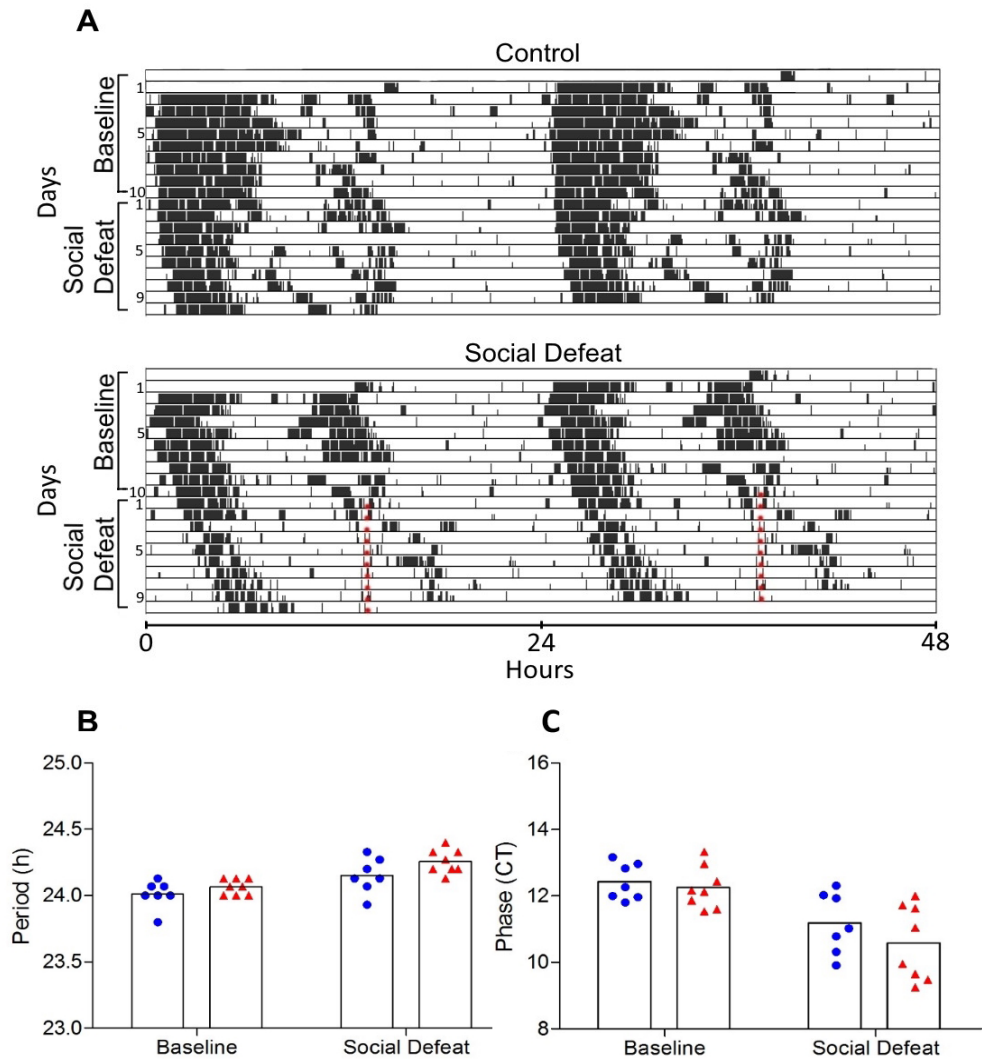 A
Control
Baseline
Social
Defeat
Days
1
5
10
1
5
9
Social Defeat
Baseline
Social
Defeat
Days
1
5
10
1
5
9
0 24 48
Hours
B C
25.0
24.5
24.0
23.5
23.0
Period (h)
Baseline Social Defeat
16
14
12
10
8
Phase (CT)
Baseline Social Defeat